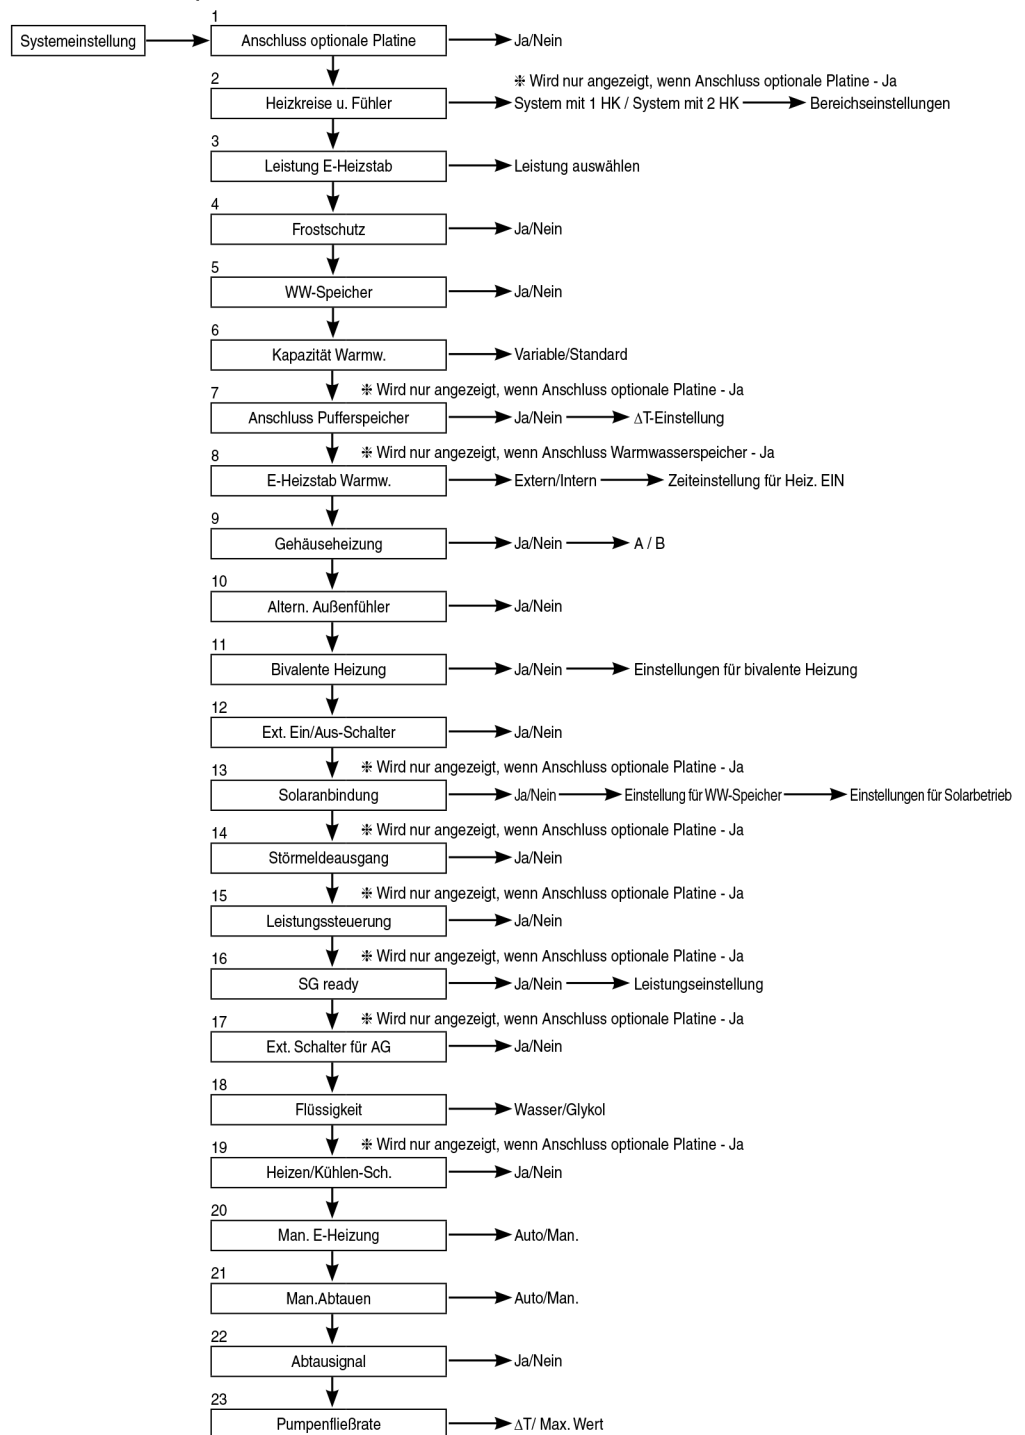 1
Systemeinstellung Anschluss optionale Platine Ja/Nein
2 ❉ Wird nur angezeigt, wenn Anschluss optionale Platine - Ja
Heizkreise u. Fühler System mit 1 HK / System mit 2 HK Bereichseinstellungen
3
Leistung E-Heizstab Leistung auswählen
4
Frostschutz Ja/Nein
5
WW-Speicher Ja/Nein
6
Kapazität Warmw. Variable/Standard
7 ❉ Wird nur angezeigt, wenn Anschluss optionale Platine - Ja
Anschluss Pufferspeicher Ja/Nein ΔT-Einstellung
8 ❉ Wird nur angezeigt, wenn Anschluss Warmwasserspeicher - Ja
E-Heizstab Warmw. Extern/Intern Zeiteinstellung für Heiz. EIN
9
Gehäuseheizung Ja/Nein A / B
10
Altern. Außenfühler Ja/Nein
11
Bivalente Heizung Ja/Nein Einstellungen für bivalente Heizung
12
Ext. Ein/Aus-Schalter Ja/Nein
13 ❉ Wird nur angezeigt, wenn Anschluss optionale Platine - Ja
Solaranbindung Ja/Nein Einstellung für WW-Speicher Einstellungen für Solarbetrieb
14 ❉ Wird nur angezeigt, wenn Anschluss optionale Platine - Ja
Störmeldeausgang Ja/Nein
15 ❉ Wird nur angezeigt, wenn Anschluss optionale Platine - Ja
Leistungssteuerung Ja/Nein
16 ❉ Wird nur angezeigt, wenn Anschluss optionale Platine - Ja
SG ready Ja/Nein Leistungseinstellung
17 ❉ Wird nur angezeigt, wenn Anschluss optionale Platine - Ja
Ext. Schalter für AG Ja/Nein
18
Flüssigkeit Wasser/Glykol
19 ❉ Wird nur angezeigt, wenn Anschluss optionale Platine - Ja
Heizen/Kühlen-Sch. Ja/Nein
20
Man. E-Heizung Auto/Man.
21
Man.Abtauen Auto/Man.
22
Abtausignal Ja/Nein
23
Pumpenfließrate ΔT/ Max. Wert